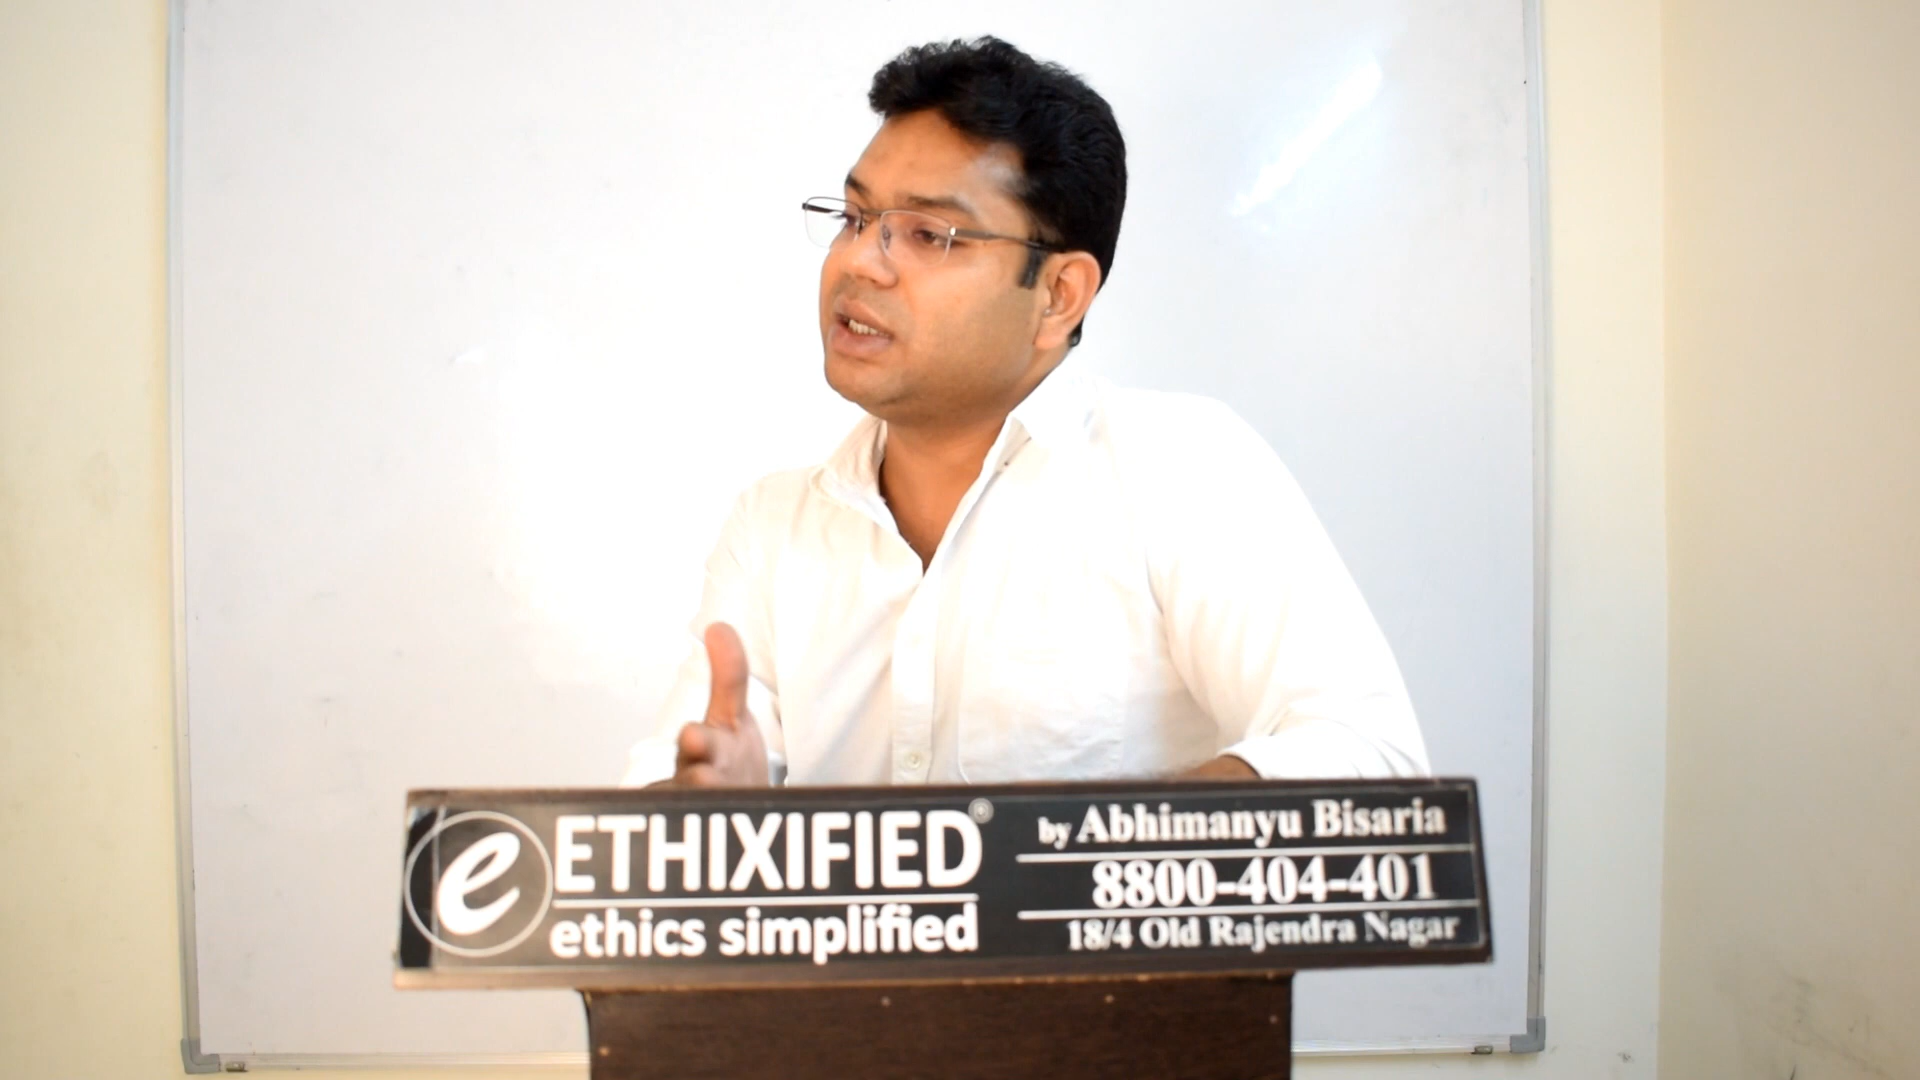 e ETHIXIFIED®
ethics simplified
by Abhimanyu Bisaria
8800-404-401
18/4 Old Rajendra Nagar